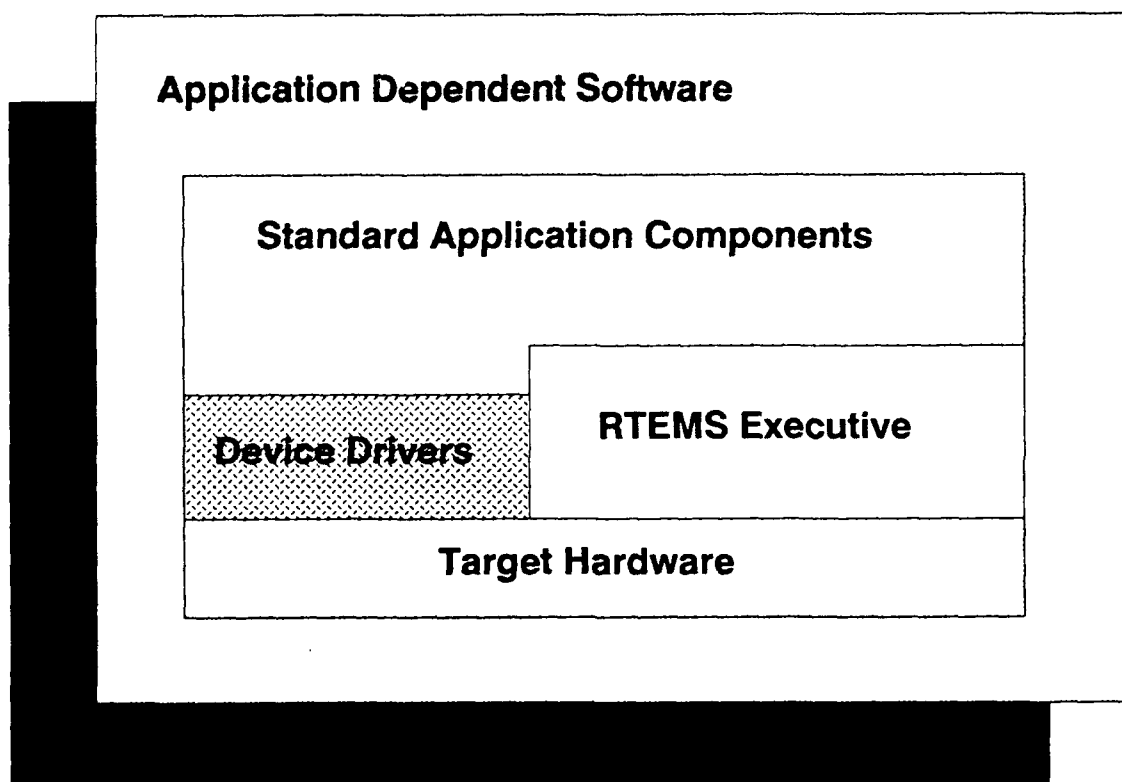 Application Dependent Software
Standard Application Components
RTEMS Executive
Device Drivers
Target Hardware